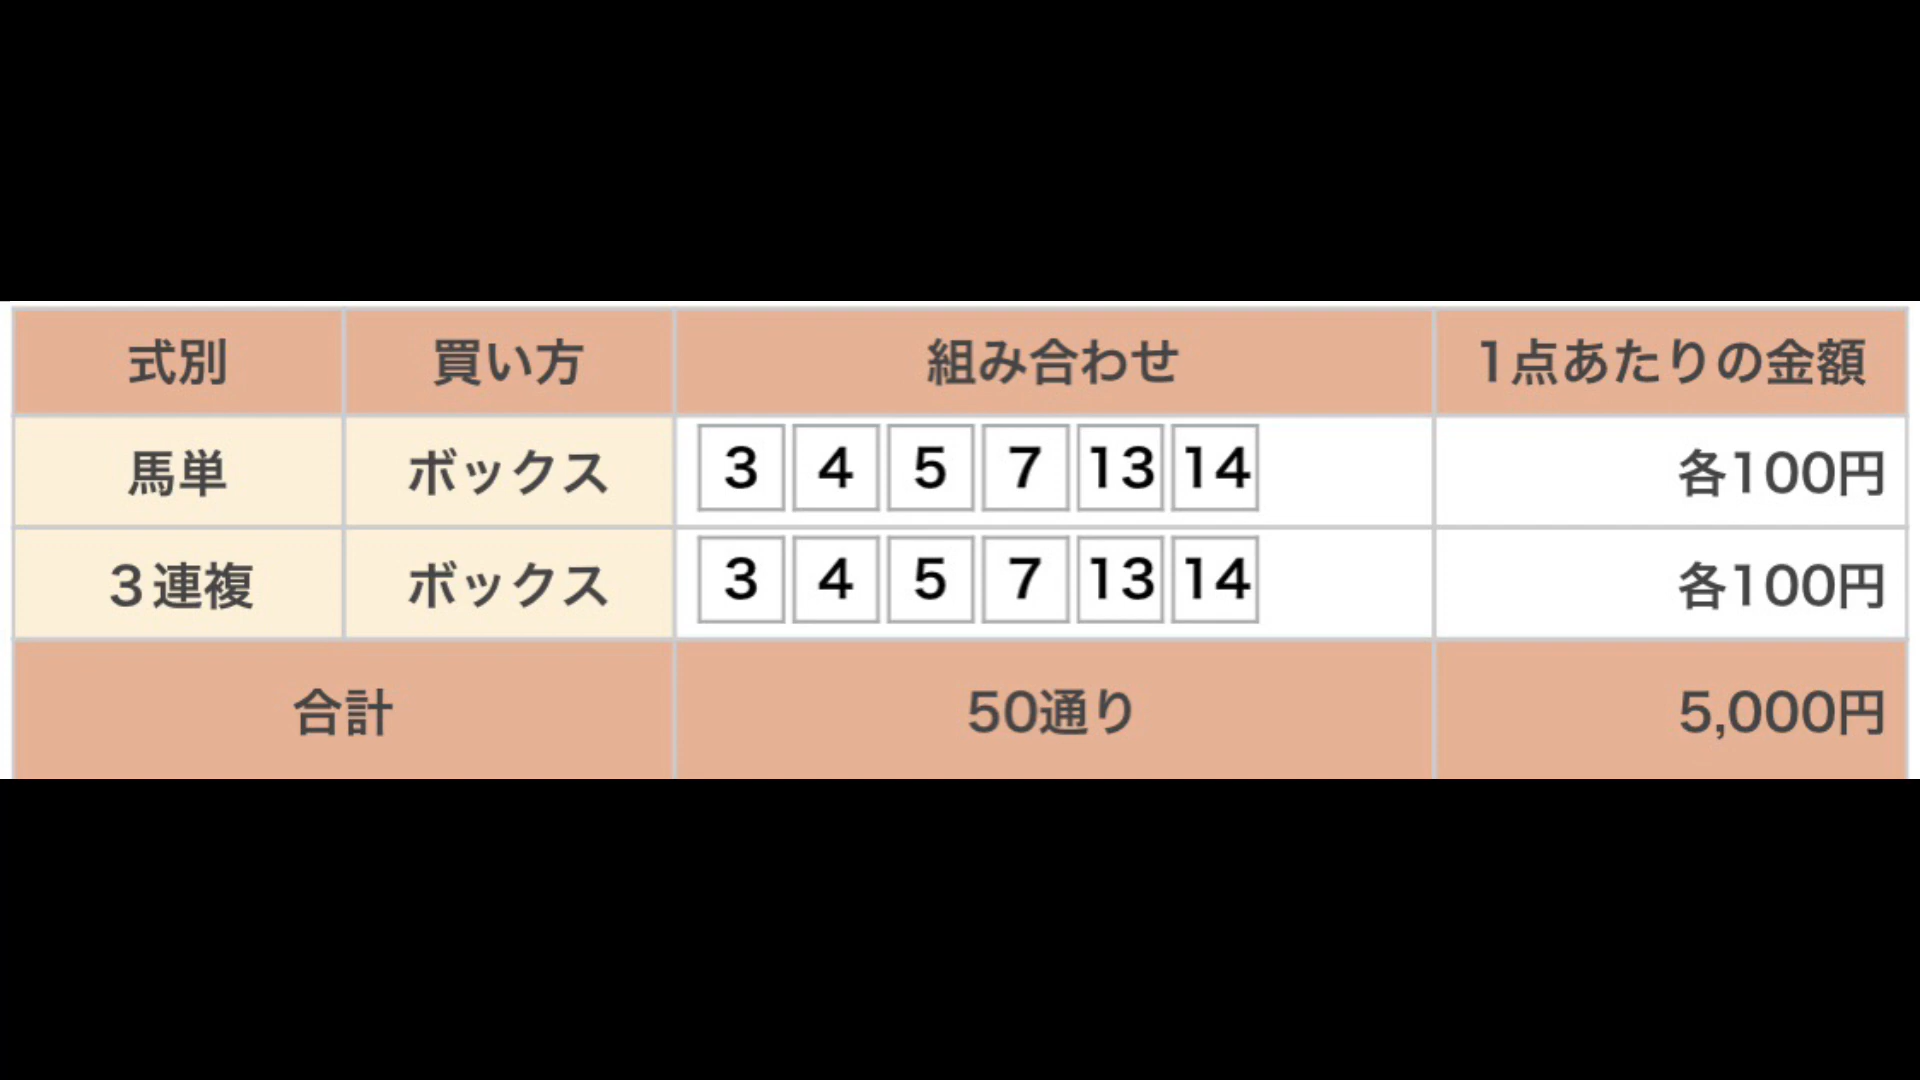 式別 買い方 組み合わせ 1点あたりの金額
馬単 ボックス 3 4 5 7 13 14 各100円
３連複 ボックス 3 4 5 7 13 14 各100円
合計 50通り 5,000円